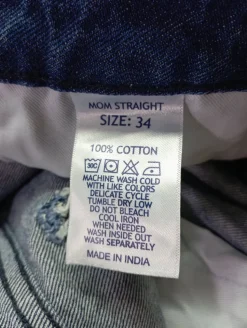 MOM STRAIGHT
SIZE: 34
100% COTTON
30C
MACHINE WASH COLD
WITH LIKE COLORS
DELICATE CYCLE
TUMBLE DRY LOW
DO NOT BLEACH
COOL IRON
WHEN NEEDED
WASH INSIDE OUT
WASH SEPARATELY
MADE IN INDIA